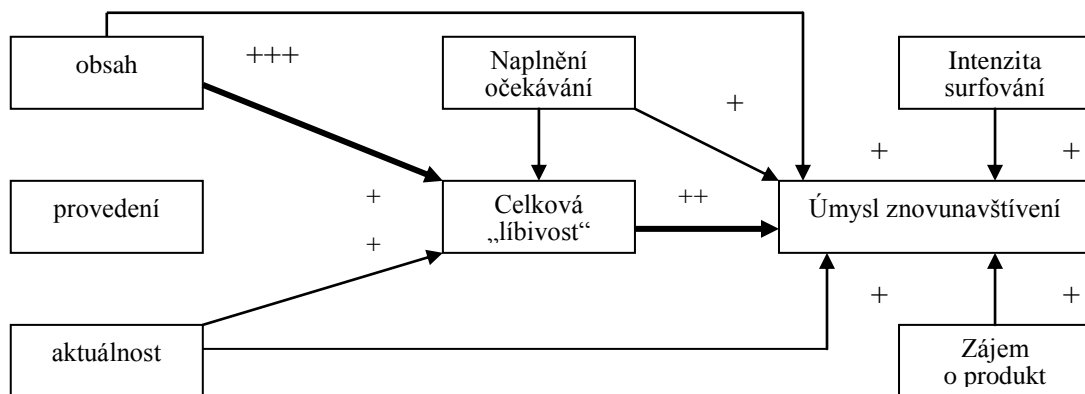 obsah
+++
Naplnění
očekávání
+
Intenzita
surfování
+
+
provedení
+
Celková
„líbivost“
++
Úmysl znovunavštívení
+
aktuálnost
+
+
Zájem
o produkt